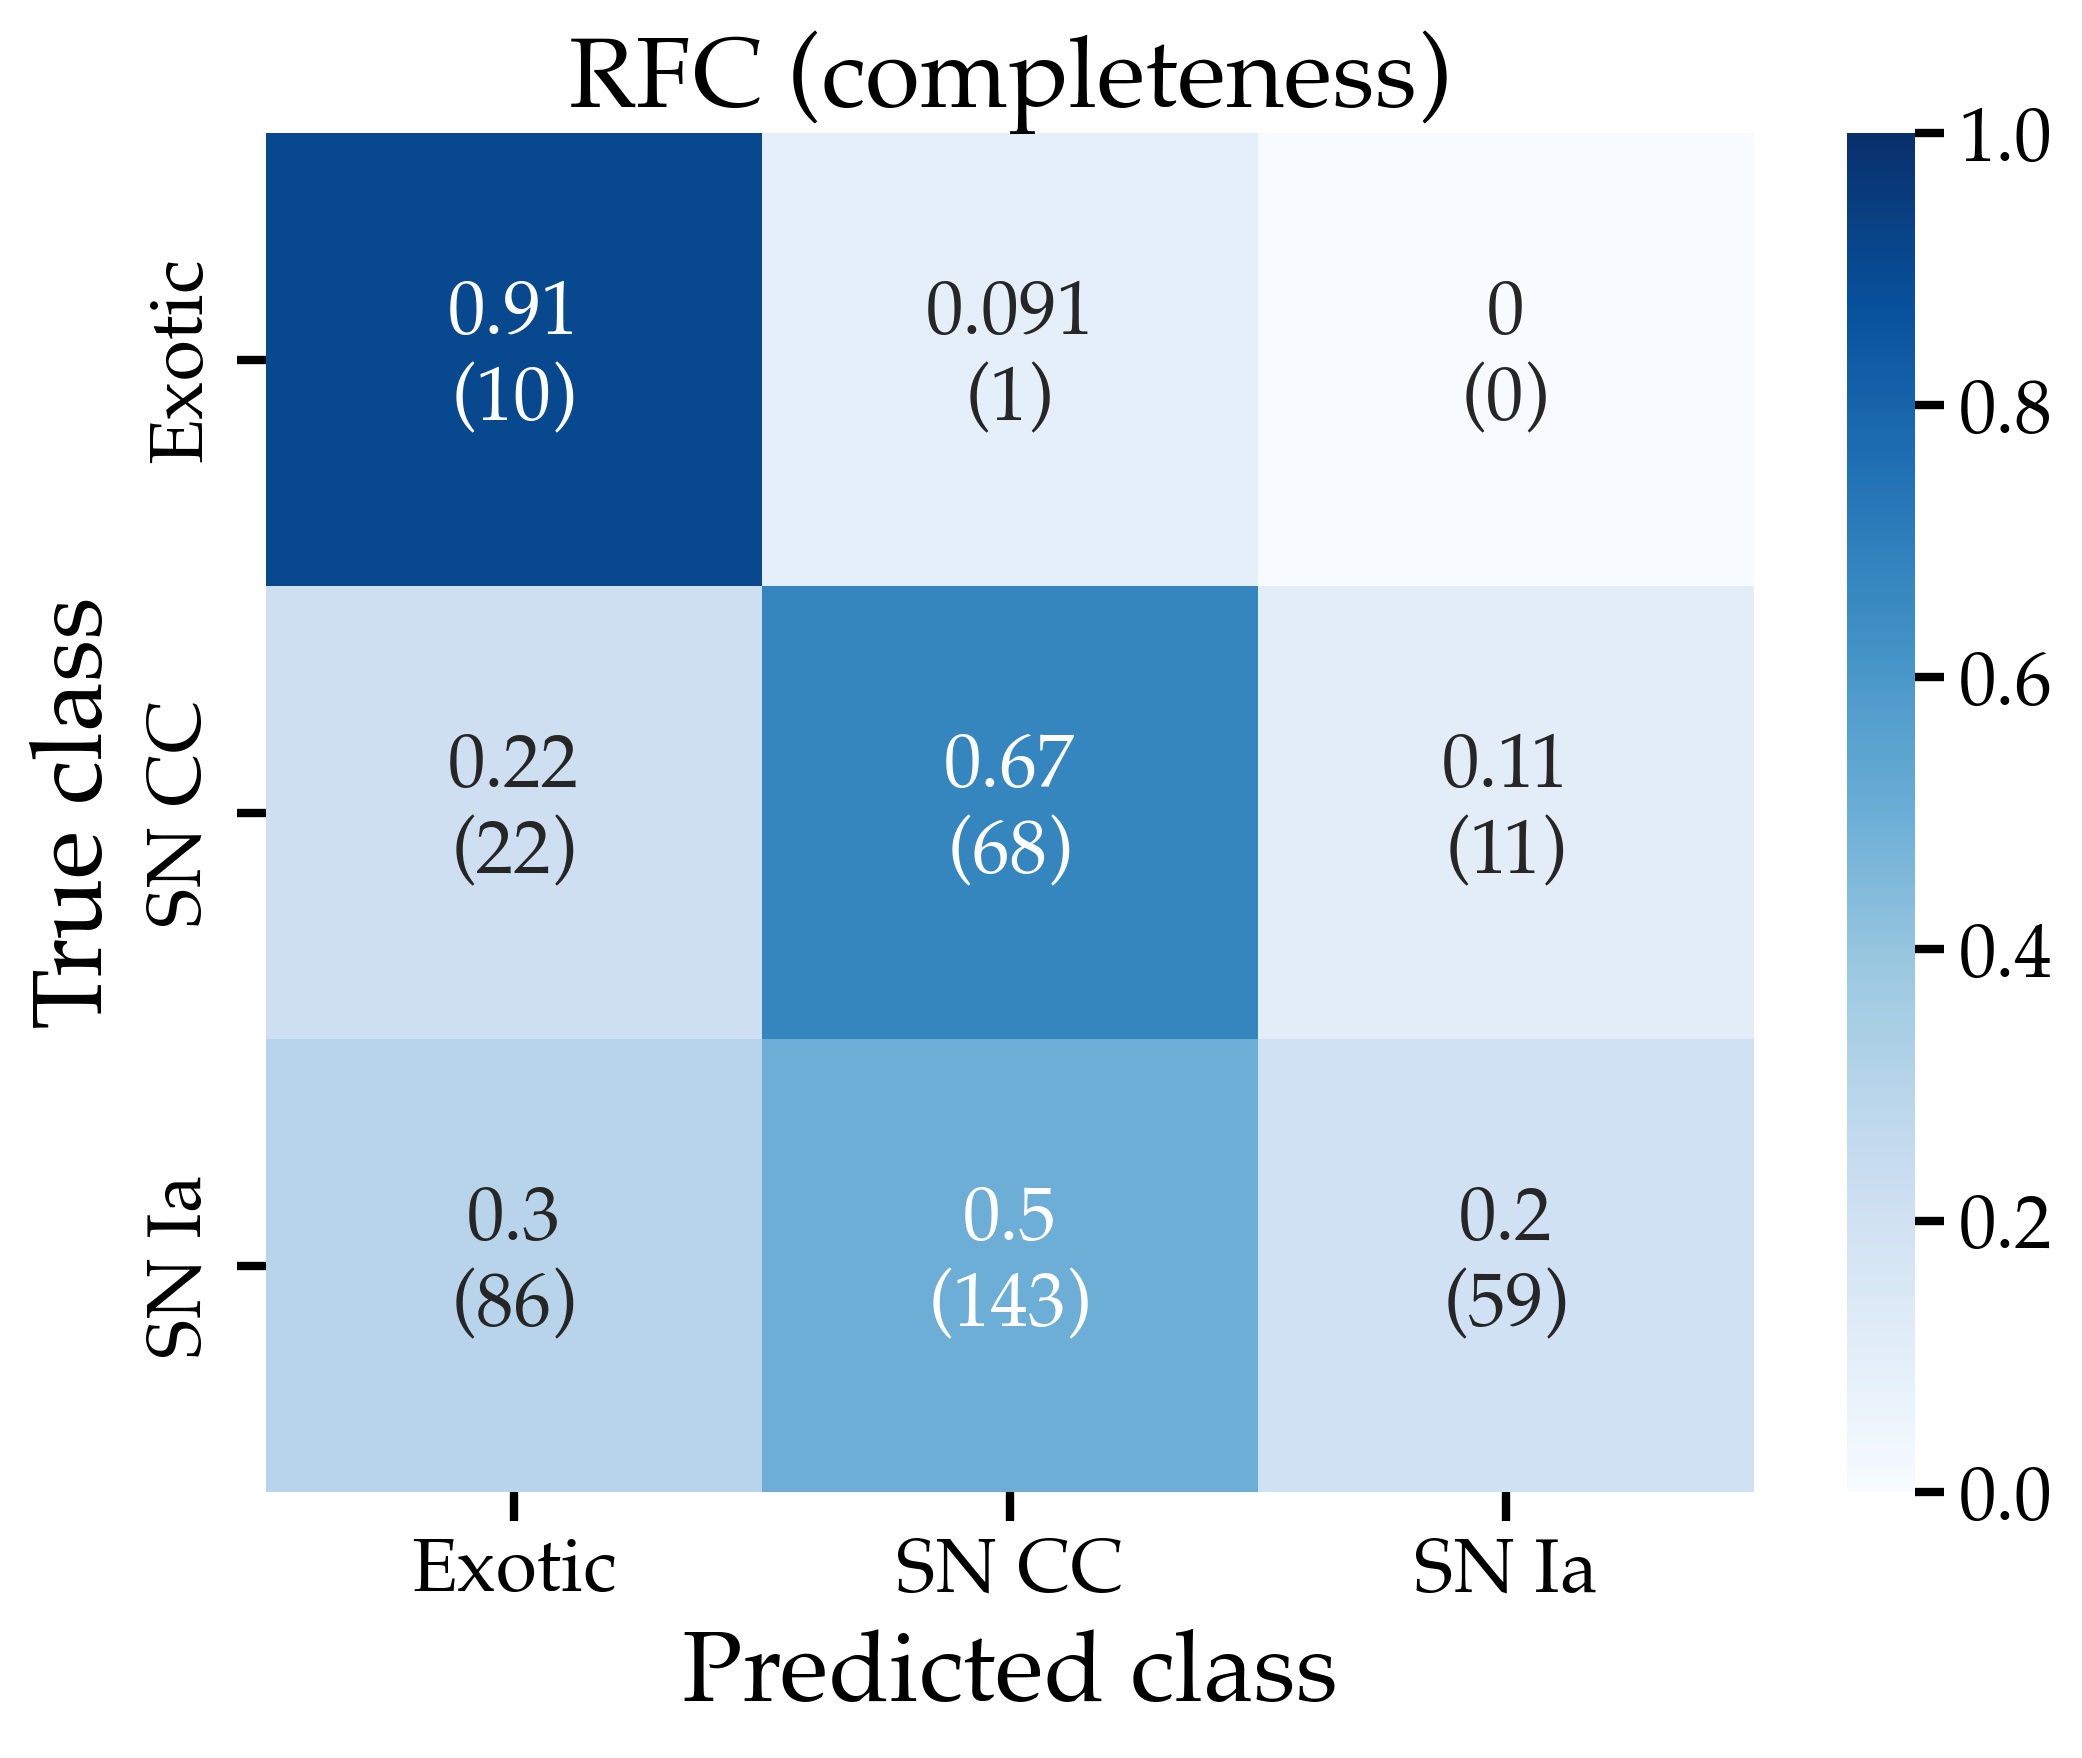 RFC (completeness)
True class
Exotic
0.91
(10)
0.091
(1)
0
(0)
SN CC
0.22
(22)
0.67
(68)
0.11
(11)
SN Ia
0.3
(86)
0.5
(143)
0.2
(59)
Exotic
SN CC
SN Ia
Predicted class
1.0
0.8
0.6
0.4
0.2
0.0